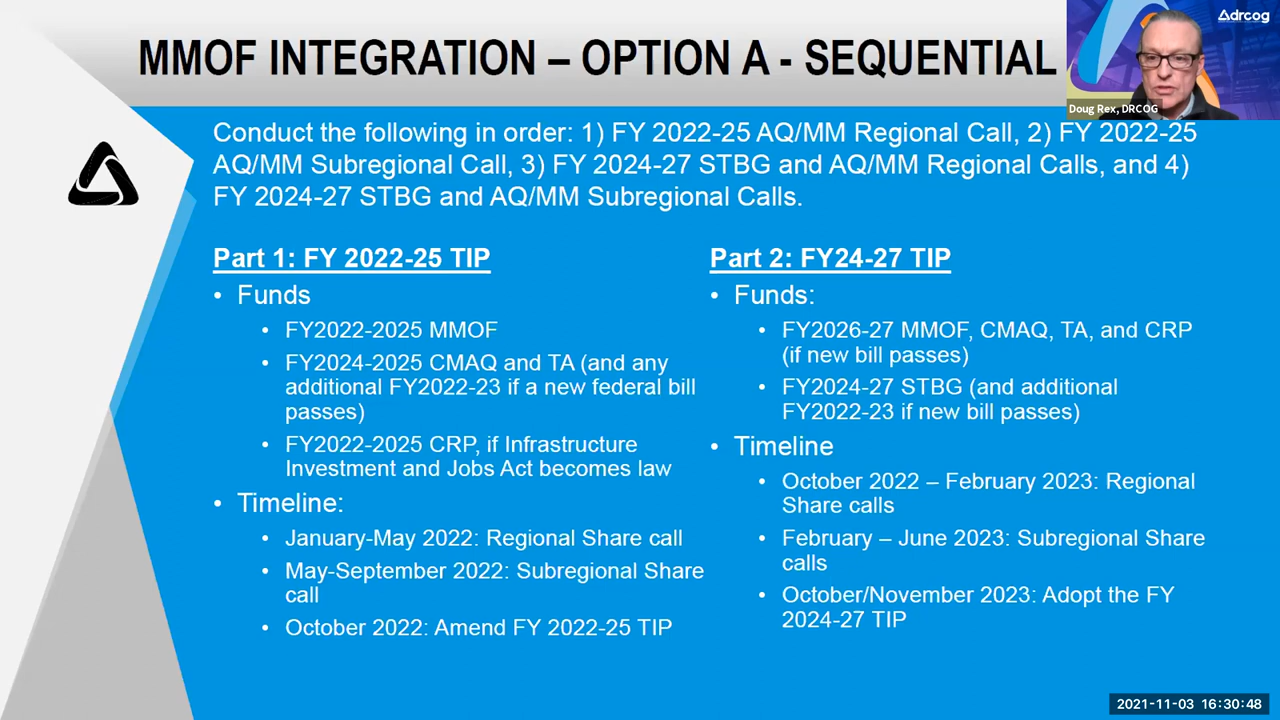 MMOF INTEGRATION – OPTION A - SEQUENTIAL
drcog
Doug Rex, DRCOG
Conduct the following in order: 1) FY 2022-25 AQ/MM Regional Call, 2) FY 2022-25
AQ/MM Subregional Call, 3) FY 2024-27 STBG and AQ/MM Regional Calls, and 4)
FY 2024-27 STBG and AQ/MM Subregional Calls.
Part 1: FY 2022-25 TIP
• Funds
• FY2022-2025 MMOF
• FY2024-2025 CMAQ and TA (and any
additional FY2022-23 if a new federal bill
passes)
• FY2022-2025 CRP, if Infrastructure
Investment and Jobs Act becomes law
• Timeline:
• January-May 2022: Regional Share call
• May-September 2022: Subregional Share
call
• October 2022: Amend FY 2022-25 TIP
Part 2: FY24-27 TIP
• Funds:
• FY2026-27 MMOF, CMAQ, TA, and CRP
(if new bill passes)
• FY2024-27 STBG (and additional
FY2022-23 if new bill passes)
• Timeline
• October 2022 – February 2023: Regional
Share calls
• February – June 2023: Subregional Share
calls
• October/November 2023: Adopt the FY
2024-27 TIP
2021-11-03 16:30:48